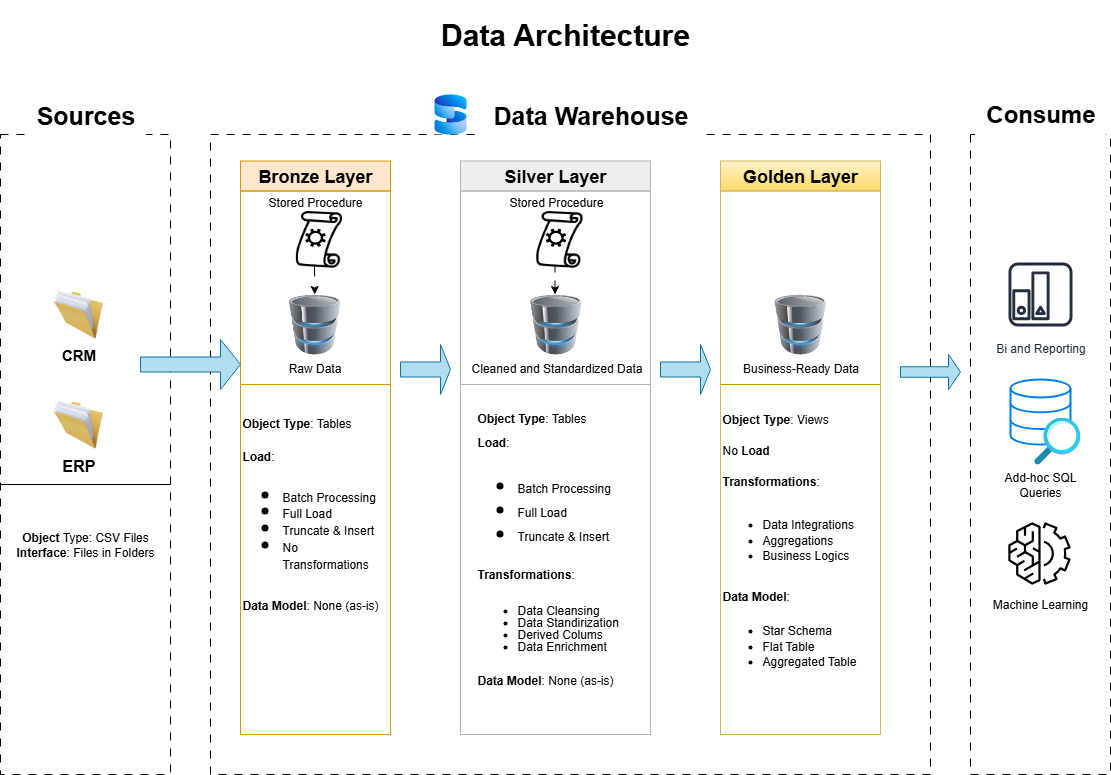 Data Architecture
Sources
Data Warehouse
Consume
CRM
ERP
Object Type: CSV Files
Interface: Files in Folders
Bronze Layer
Stored Procedure
Raw Data
Object Type: Tables
Load:
Batch Processing
Full Load
Truncate & Insert
No
Transformations
Data Model: None (as-is)
Silver Layer
Stored Procedure
Cleaned and Standardized Data
Object Type: Tables
Load:
Batch Processing
Full Load
Truncate & Insert
Transformations:
Data Cleansing
Data Standirization
Derived Colums
Data Enrichment
Data Model: None (as-is)
Golden Layer
Business-Ready Data
Object Type: Views
No Load
Transformations:
Data Integrations
Aggregations
Business Logics
Data Model:
Star Schema
Flat Table
Aggregated Table
Bi and Reporting
Add-hoc SQL
Queries
Machine Learning